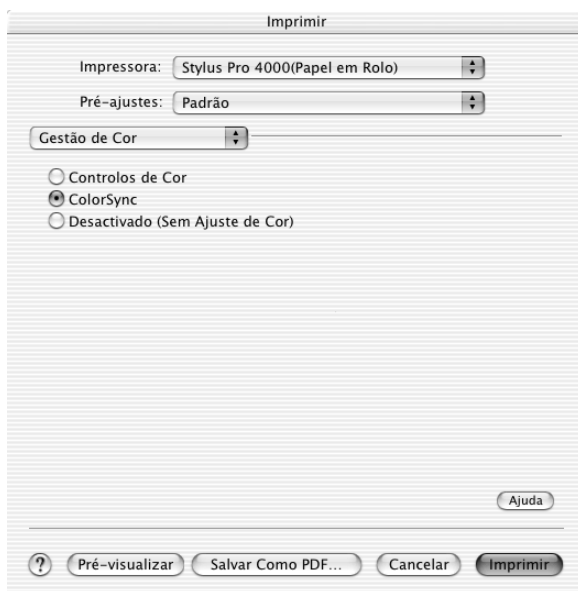 Imprimir
Impressora: Stylus Pro 4000(Papel em Rolo)
Pré-ajustes: Padrão
Gestão de Cor
Controlos de Cor
ColorSync
Desactivado (Sem Ajuste de Cor)
Ajuda
? Pré-visualizar Salvar Como PDF... Cancelar Imprimir